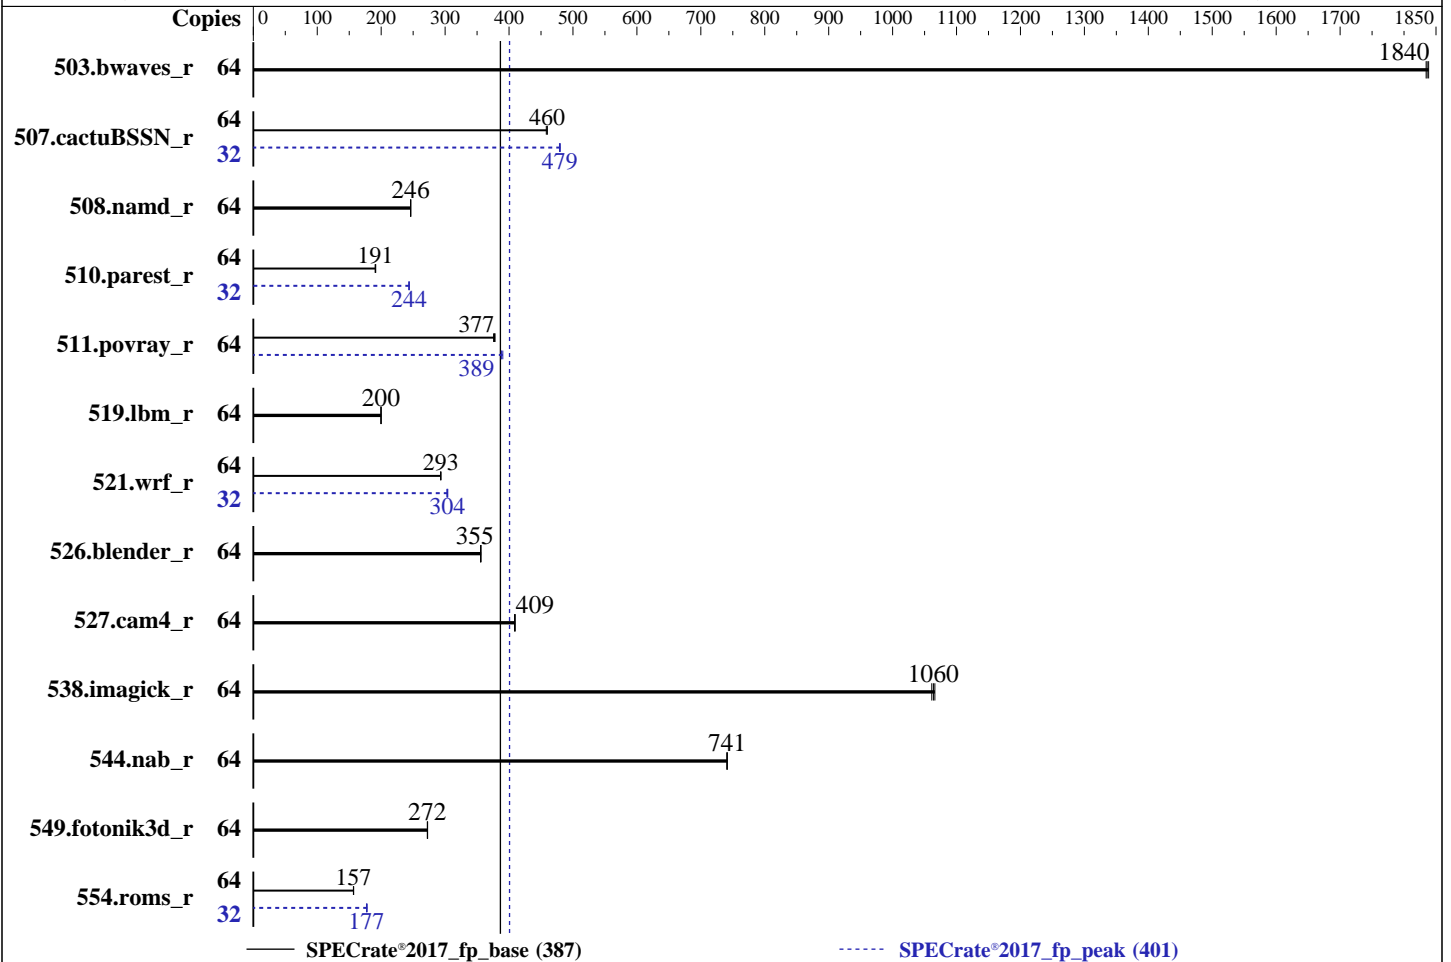 Copies 0 100 200 300 400 500 600 700 800 900 1000 1100 1200 1300 1400 1500 1600 1700 1850
503.bwaves_r 64 1840
507.cactuBSSN_r 64 460
32 479
508.namd_r 64 246
510.parest_r 64 191
32 244
511.povray_r 64 377
389
519.lbm_r 64 200
521.wrf_r 64 293
32 304
526.blender_r 64 355
527.cam4_r 64 409
538.imagick_r 64 1060
544.nab_r 64 741
549.fotonik3d_r 64 272
554.roms_r 64 157
32 177
SPECrate®2017_fp_base (387) SPECrate®2017_fp_peak (401)